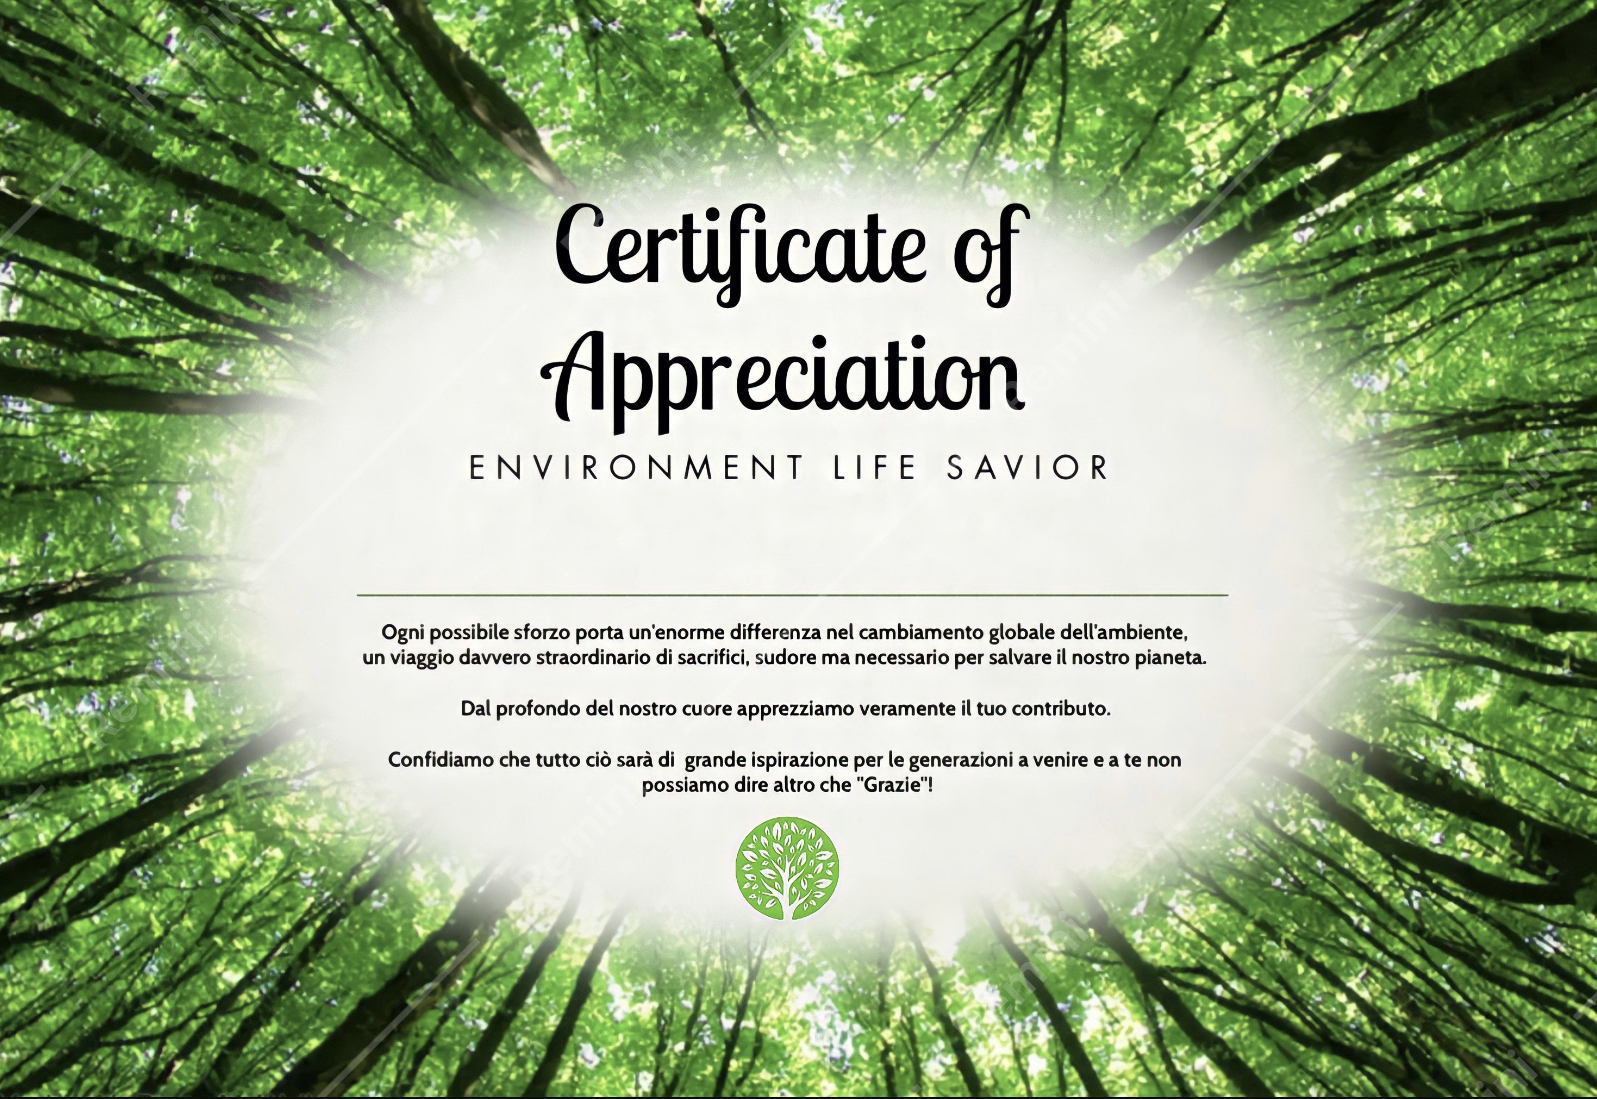 Certificate of
Appreciation
ENVIRONMENT LIFE SAVIOR
Ogni possibile sforzo porta un'enorme differenza nel cambiamento globale dell'ambiente,
un viaggio davvero straordinario di sacrifici, sudore ma necessario per salvare il nostro pianeta.
Dal profondo del nostro cuore apprezziamo veramente il tuo contributo.
Confidiamo che tutto ciò sarà di  grande ispirazione per le generazioni a venire e a te non
possiamo dire altro che "Grazie"!